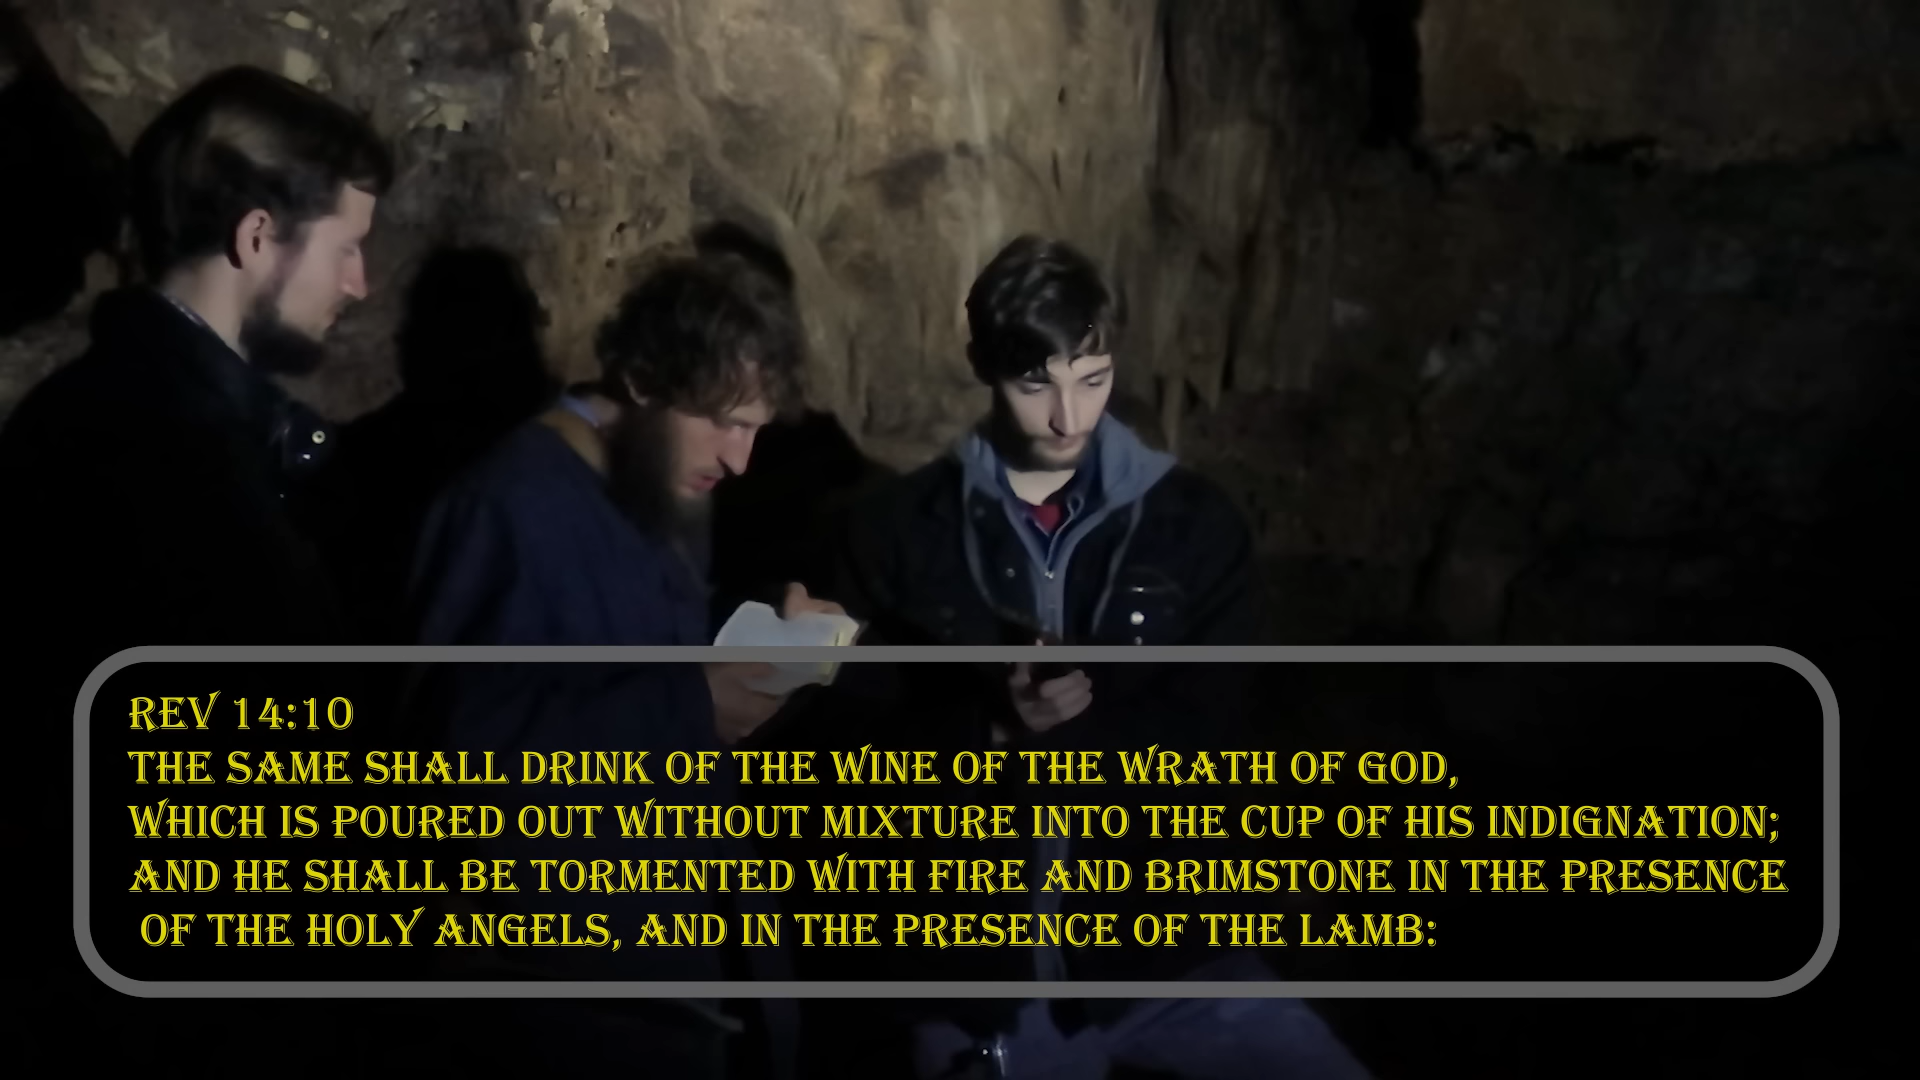 REV 14:10
THE SAME SHALL DRINK OF THE WINE OF THE WRATH OF GOD,
WHICH IS POURED OUT WITHOUT MIXTURE INTO THE CUP OF HIS INDIGNATION;
AND HE SHALL BE TORMENTED WITH FIRE AND BRIMSTONE IN THE PRESENCE
OF THE HOLY ANGELS, AND IN THE PRESENCE OF THE LAMB: